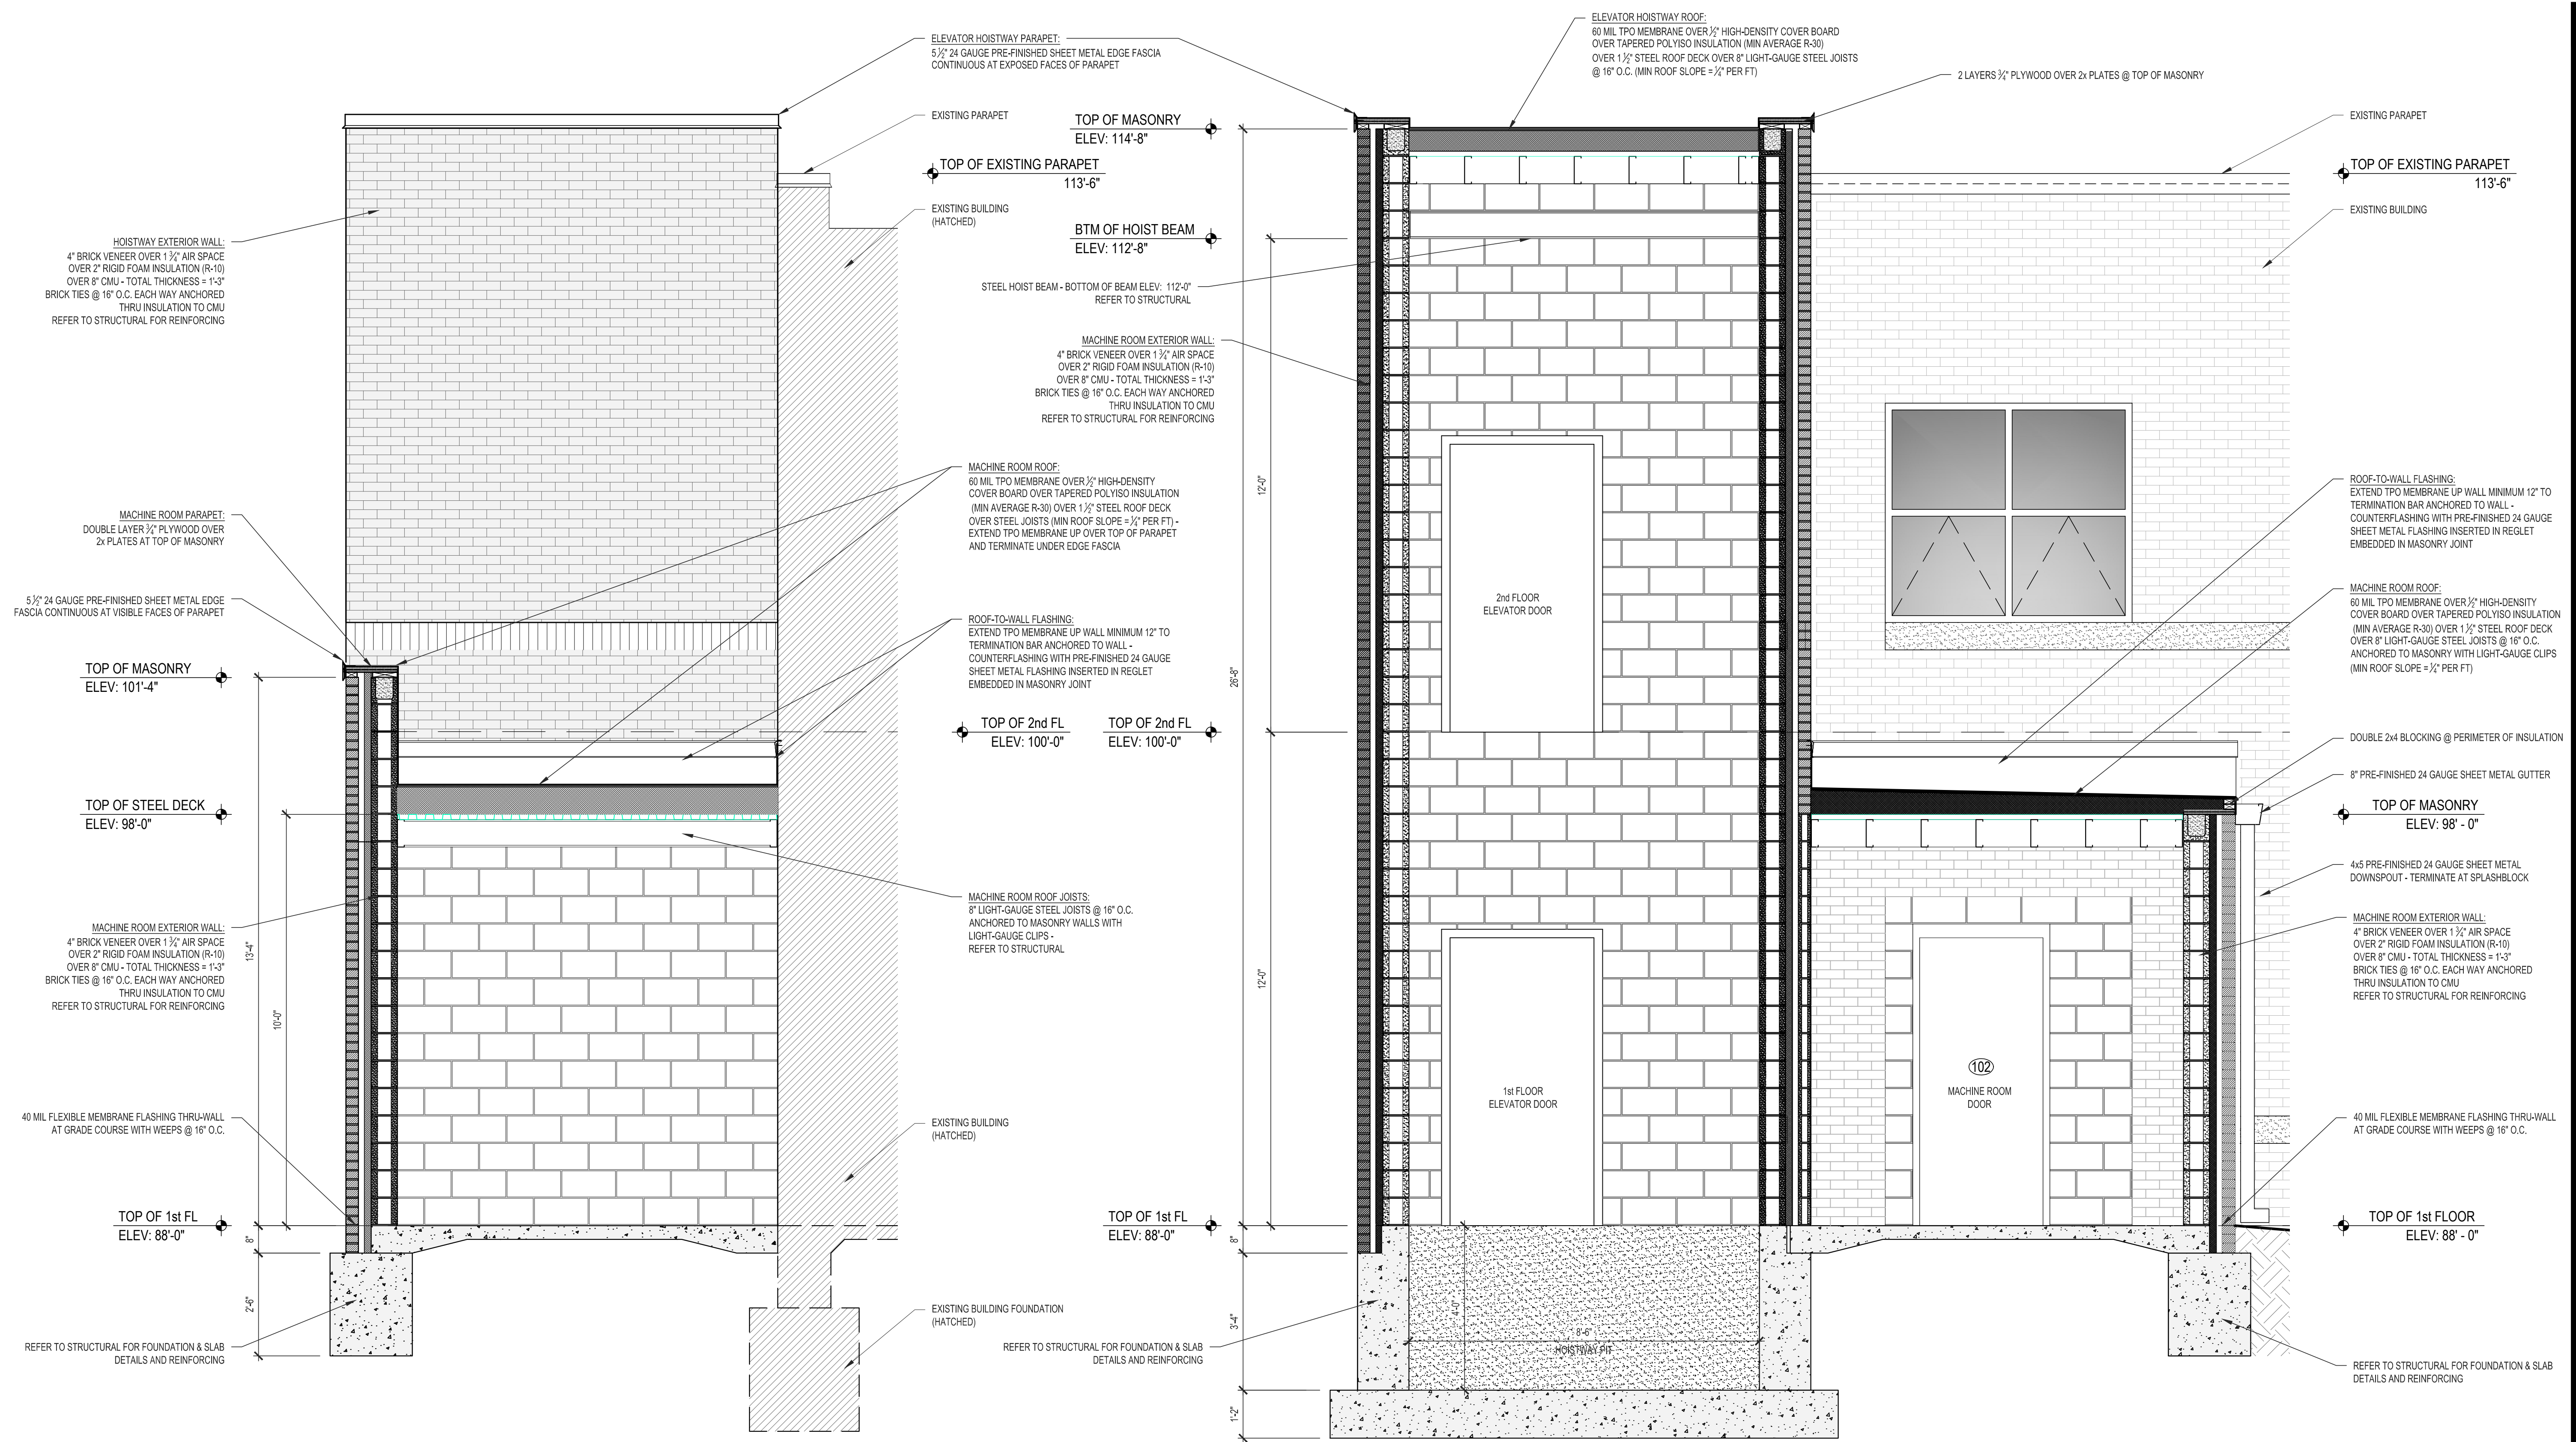 ELEVATOR HOISTWAY PARAPET:
5 ½" 24 GAUGE PRE-FINISHED SHEET METAL EDGE FASCIA
CONTINUOUS AT EXPOSED FACES OF PARAPET
EXISTING PARAPET
TOP OF EXISTING PARAPET
113'-6"
EXISTING BUILDING
(HATCHED)
HOISTWAY EXTERIOR WALL:
4" BRICK VENEER OVER 1 ¾" AIR SPACE
OVER 2" RIGID FOAM INSULATION (R-10)
OVER 8" CMU - TOTAL THICKNESS = 1'-3"
BRICK TIES @ 16" O.C. EACH WAY ANCHORED
THRU INSULATION TO CMU
REFER TO STRUCTURAL FOR REINFORCING
MACHINE ROOM PARAPET:
DOUBLE LAYER ¾" PLYWOOD OVER
2x PLATES AT TOP OF MASONRY
5 ½" 24 GAUGE PRE-FINISHED SHEET METAL EDGE
FASCIA CONTINUOUS AT VISIBLE FACES OF PARAPET
TOP OF MASONRY
ELEV: 101'-4"
TOP OF STEEL DECK
ELEV: 98'-0"
MACHINE ROOM EXTERIOR WALL:
4" BRICK VENEER OVER 1 ¾" AIR SPACE
OVER 2" RIGID FOAM INSULATION (R-10)
OVER 8" CMU - TOTAL THICKNESS = 1'-3"
BRICK TIES @ 16" O.C. EACH WAY ANCHORED
THRU INSULATION TO CMU
REFER TO STRUCTURAL FOR REINFORCING
13'-4"
10'-0"
40 MIL FLEXIBLE MEMBRANE FLASHING THRU-WALL
AT GRADE COURSE WITH WEEPS @ 16" O.C.
TOP OF 1st FL
ELEV: 88'-0"
8"
2'-6"
REFER TO STRUCTURAL FOR FOUNDATION & SLAB
DETAILS AND REINFORCING
MACHINE ROOM ROOF:
60 MIL TPO MEMBRANE OVER ½" HIGH-DENSITY
COVER BOARD OVER TAPERED POLYISO INSULATION
(MIN AVERAGE R-30) OVER 1 ½" STEEL ROOF DECK
OVER STEEL JOISTS (MIN ROOF SLOPE = ¼" PER FT) -
EXTEND TPO MEMBRANE UP OVER TOP OF PARAPET
AND TERMINATE UNDER EDGE FASCIA
ROOF-TO-WALL FLASHING:
EXTEND TPO MEMBRANE UP WALL MINIMUM 12" TO
TERMINATION BAR ANCHORED TO WALL -
COUNTERFLASHING WITH PRE-FINISHED 24 GAUGE
SHEET METAL FLASHING INSERTED IN REGLET
EMBEDDED IN MASONRY JOINT
TOP OF 2nd FL
ELEV: 100'-0"
MACHINE ROOM ROOF JOISTS:
8" LIGHT-GAUGE STEEL JOISTS @ 16" O.C.
ANCHORED TO MASONRY WALLS WITH
LIGHT-GAUGE CLIPS -
REFER TO STRUCTURAL
EXISTING BUILDING
(HATCHED)
EXISTING BUILDING FOUNDATION
(HATCHED)
ELEVATOR HOISTWAY ROOF:
60 MIL TPO MEMBRANE OVER ½" HIGH-DENSITY COVER BOARD
OVER TAPERED POLYISO INSULATION (MIN AVERAGE R-30)
OVER 1 ½" STEEL ROOF DECK OVER 8" LIGHT-GAUGE STEEL JOISTS
@ 16" O.C. (MIN ROOF SLOPE = ¼" PER FT)
2 LAYERS ¾" PLYWOOD OVER 2x PLATES @ TOP OF MASONRY
TOP OF MASONRY
ELEV: 114'-8"
BTM OF HOIST BEAM
ELEV: 112'-8"
STEEL HOIST BEAM - BOTTOM OF BEAM ELEV: 112'-0"
REFER TO STRUCTURAL
MACHINE ROOM EXTERIOR WALL:
4" BRICK VENEER OVER 1 ¾" AIR SPACE
OVER 2" RIGID FOAM INSULATION (R-10)
OVER 8" CMU - TOTAL THICKNESS = 1'-3"
BRICK TIES @ 16" O.C. EACH WAY ANCHORED
THRU INSULATION TO CMU
REFER TO STRUCTURAL FOR REINFORCING
12'-0"
26'-8"
TOP OF 2nd FL
ELEV: 100'-0"
12'-0"
TOP OF 1st FL
ELEV: 88'-0"
8"
3'-4"
1'-2"
REFER TO STRUCTURAL FOR FOUNDATION & SLAB
DETAILS AND REINFORCING
2nd FLOOR
ELEVATOR DOOR
1st FLOOR
ELEVATOR DOOR
4'-0"
8'-6"
HOISTWAY PIT
102
MACHINE ROOM
DOOR
EXISTING PARAPET
TOP OF EXISTING PARAPET
113'-6"
EXISTING BUILDING
ROOF-TO-WALL FLASHING:
EXTEND TPO MEMBRANE UP WALL MINIMUM 12" TO
TERMINATION BAR ANCHORED TO WALL -
COUNTERFLASHING WITH PRE-FINISHED 24 GAUGE
SHEET METAL FLASHING INSERTED IN REGLET
EMBEDDED IN MASONRY JOINT
MACHINE ROOM ROOF:
60 MIL TPO MEMBRANE OVER ½" HIGH-DENSITY
COVER BOARD OVER TAPERED POLYISO INSULATION
(MIN AVERAGE R-30) OVER 1 ½" STEEL ROOF DECK
OVER 8" LIGHT-GAUGE STEEL JOISTS @ 16" O.C.
ANCHORED TO MASONRY WITH LIGHT-GAUGE CLIPS
(MIN ROOF SLOPE = ¼" PER FT)
DOUBLE 2x4 BLOCKING @ PERIMETER OF INSULATION
8" PRE-FINISHED 24 GAUGE SHEET METAL GUTTER
TOP OF MASONRY
ELEV: 98' - 0"
4x5 PRE-FINISHED 24 GAUGE SHEET METAL
DOWNSPOUT - TERMINATE AT SPLASHBLOCK
MACHINE ROOM EXTERIOR WALL:
4" BRICK VENEER OVER 1 ¾" AIR SPACE
OVER 2" RIGID FOAM INSULATION (R-10)
OVER 8" CMU - TOTAL THICKNESS = 1'-3"
BRICK TIES @ 16" O.C. EACH WAY ANCHORED
THRU INSULATION TO CMU
REFER TO STRUCTURAL FOR REINFORCING
40 MIL FLEXIBLE MEMBRANE FLASHING THRU-WALL
AT GRADE COURSE WITH WEEPS @ 16" O.C.
TOP OF 1st FLOOR
ELEV: 88' - 0"
REFER TO STRUCTURAL FOR FOUNDATION & SLAB
DETAILS AND REINFORCING